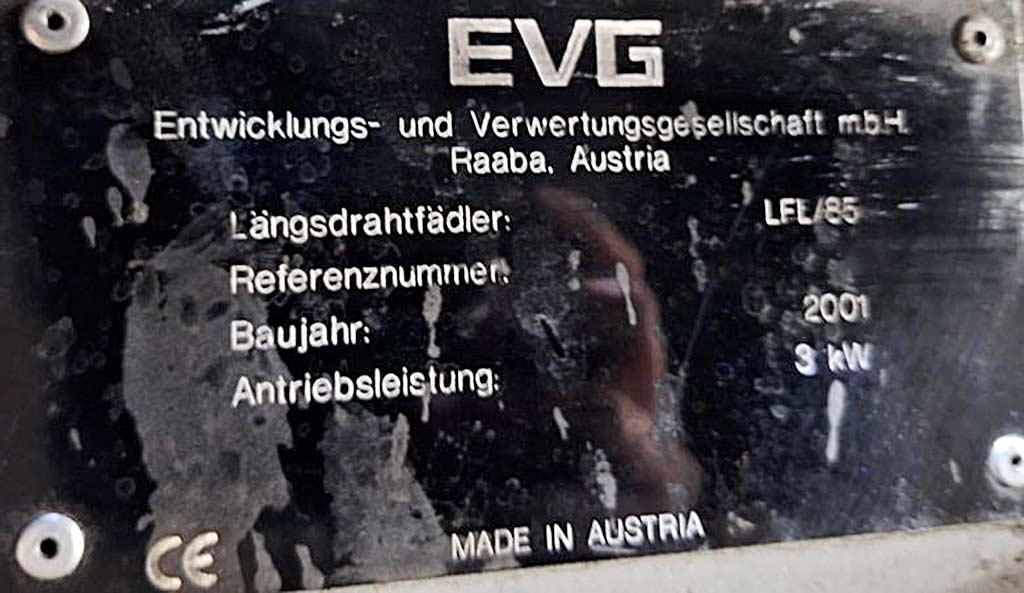 EVG
Entwicklungs- und Verwertungsgesellschaft m.b.H.
Raaba, Austria
Längsdrahtfädler: LFL/85
Referenznummer:
Baujahr: 2001
Antriebsleistung: 3 kW
CE MADE IN AUSTRIA